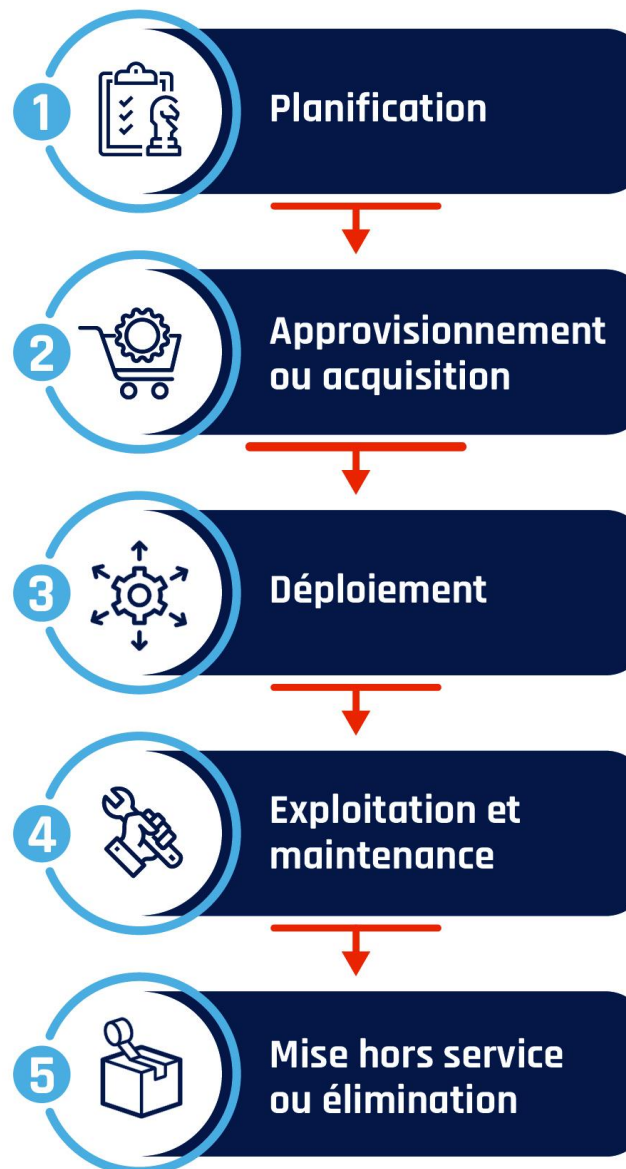 1
Planification
2
Approvisionnement
ou acquisition
3
Déploiement
4
Exploitation et
maintenance
5
Mise hors service
ou élimination